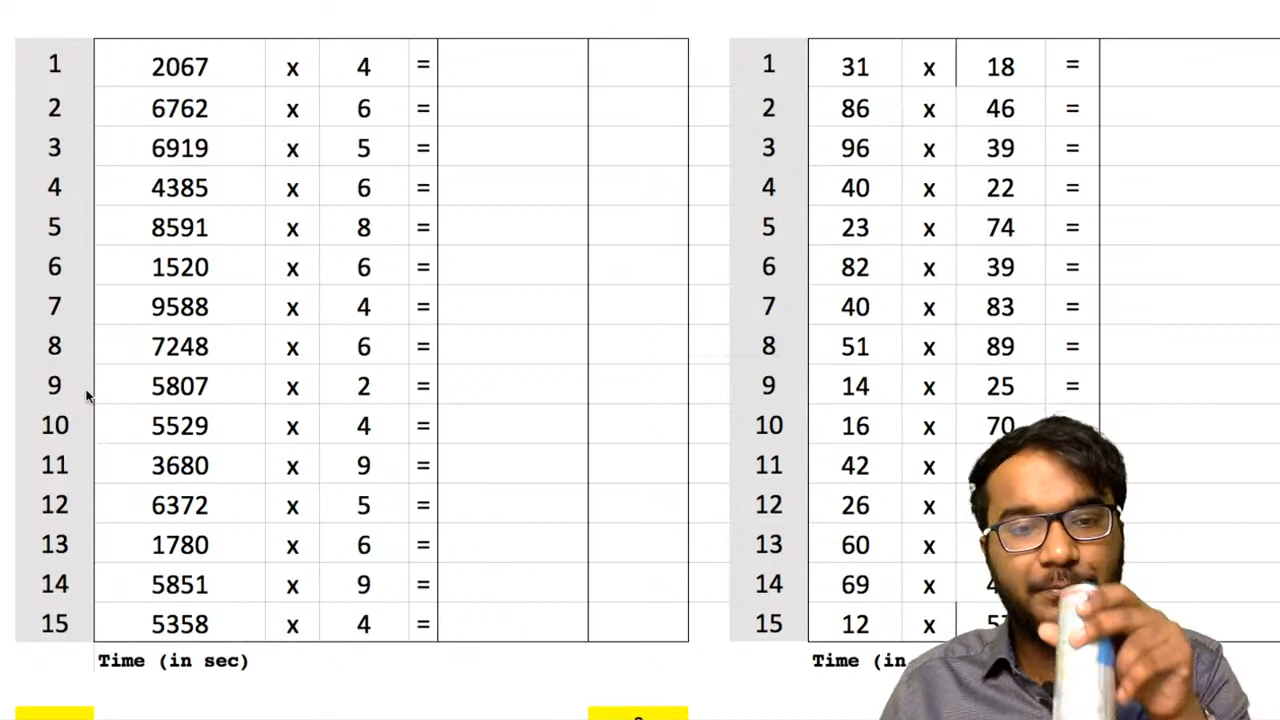 1 2067 x 4 =
2 6762 x 6 =
3 6919 x 5 =
4 4385 x 6 =
5 8591 x 8 =
6 1520 x 6 =
7 9588 x 4 =
8 7248 x 6 =
9 5807 x 2 =
10 5529 x 4 =
11 3680 x 9 =
12 6372 x 5 =
13 1780 x 6 =
14 5851 x 9 =
15 5358 x 4 =
Time (in sec)
1 31 x 18 =
2 86 x 46 =
3 96 x 39 =
4 40 x 22 =
5 23 x 74 =
6 82 x 39 =
7 40 x 83 =
8 51 x 89 =
9 14 x 25 =
10 16 x 70
11 42 x
12 26 x
13 60 x
14 69 x
15 12 x
Time (in